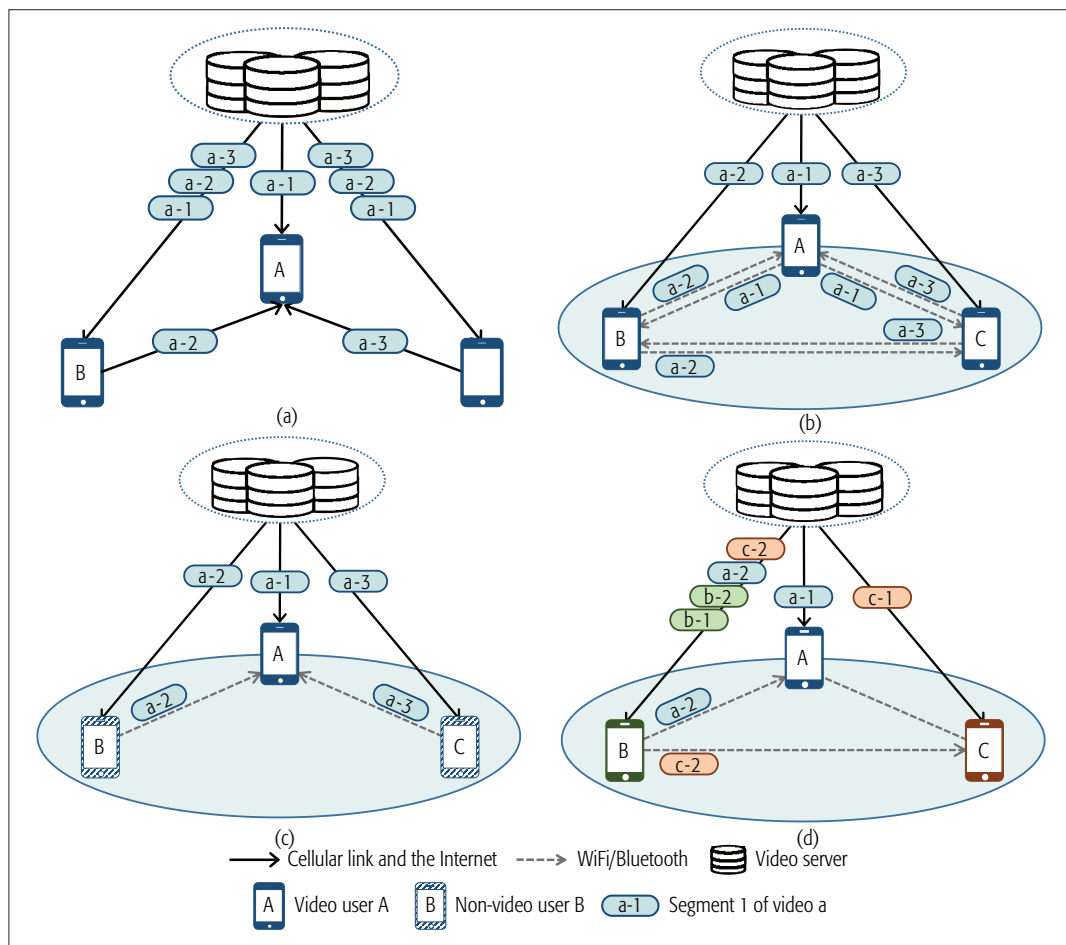 a-3 a-3
a-2 a-1 a-2
a-1 a-1
A
a-2 a-3
B
(a)
a-2 a-1 a-3
A
a-2 a-3
a-1 a-1
B a-3 C
a-2
(b)
a-2 a-1 a-3
A
a-2 a-3
B C
(c)
c-2
a-2
b-2 a-1 c-1
b-1
A
a-2
B C
c-2
(d)
Cellular link and the Internet WiFi/Bluetooth Video server
A Video user A B Non-video user B a-1 Segment 1 of video a